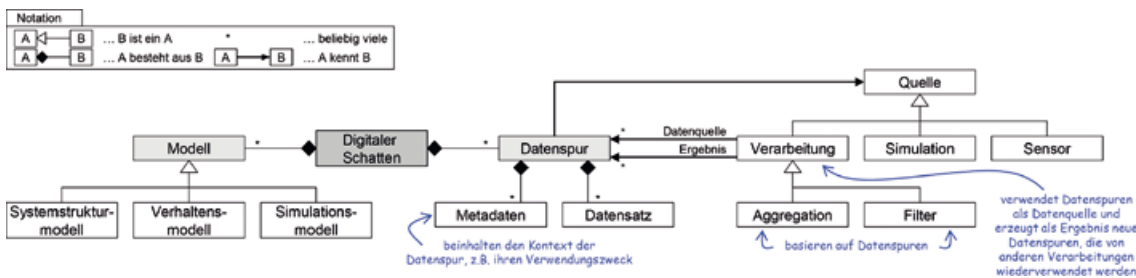 Notation
A B ... B ist ein A * ... beliebig viele
A B ... A besteht aus B A B ... A kennt B
Quelle
Modell * Digitaler Schatten * Datenspur
* Datenquelle
Ergebnis *
Verarbeitung Simulation Sensor
Systemstruktur-
modell
Verhaltens-
modell
Simulations-
modell
* *
Metadaten Datensatz
Aggregation Filter
beinhalten den Kontext der
Datenspur, z.B. ihren Verwendungszweck
basieren auf Datenspuren
verwendet Datenspuren
als Datenquelle und
erzeugt als Ergebnis neue
Datenspuren, die von
anderen Verarbeitungen
wiederverwendet werden